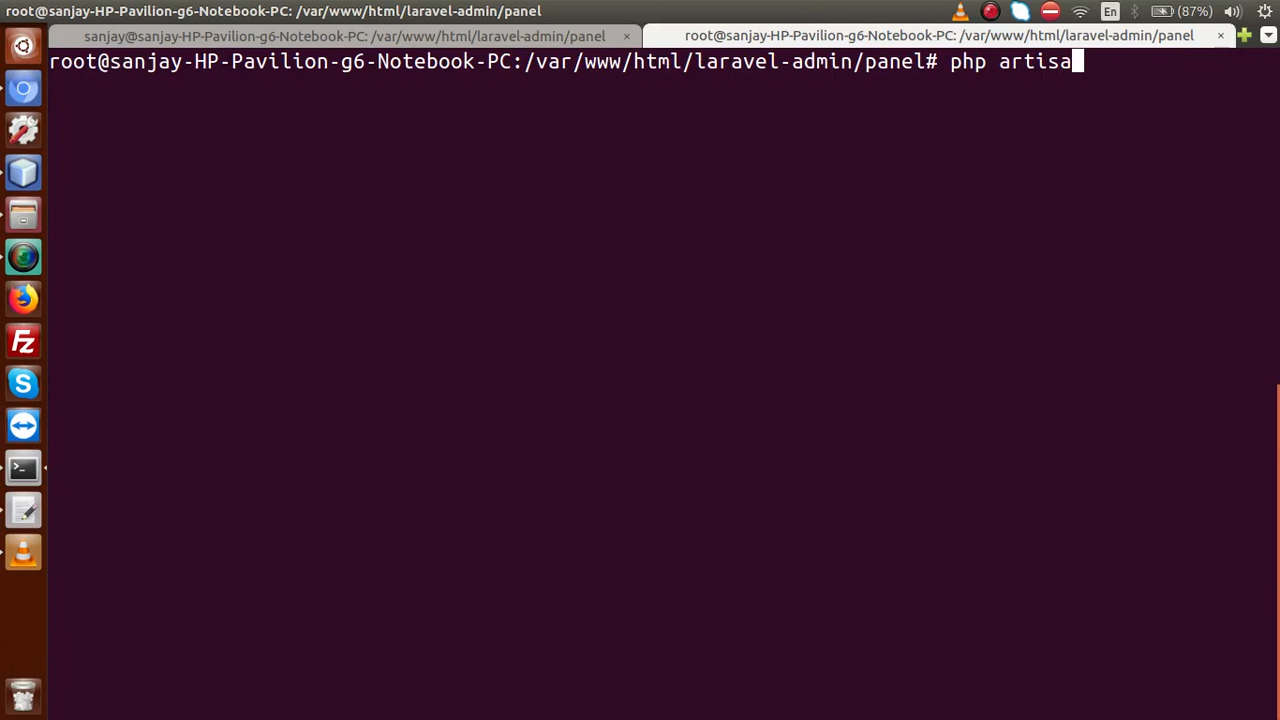 root@sanjay-HP-Pavilion-g6-Notebook-PC: /var/www/html/laravel-admin/panel
En
(87%)
sanjay@sanjay-HP-Pavilion-g6-Notebook-PC: /var/www/html/laravel-admin/panel ×
root@sanjay-HP-Pavilion-g6-Notebook-PC: /var/www/html/laravel-admin/panel ×
root@sanjay-HP-Pavilion-g6-Notebook-PC:/var/www/html/laravel-admin/panel# php artisa
Fz
S
>_